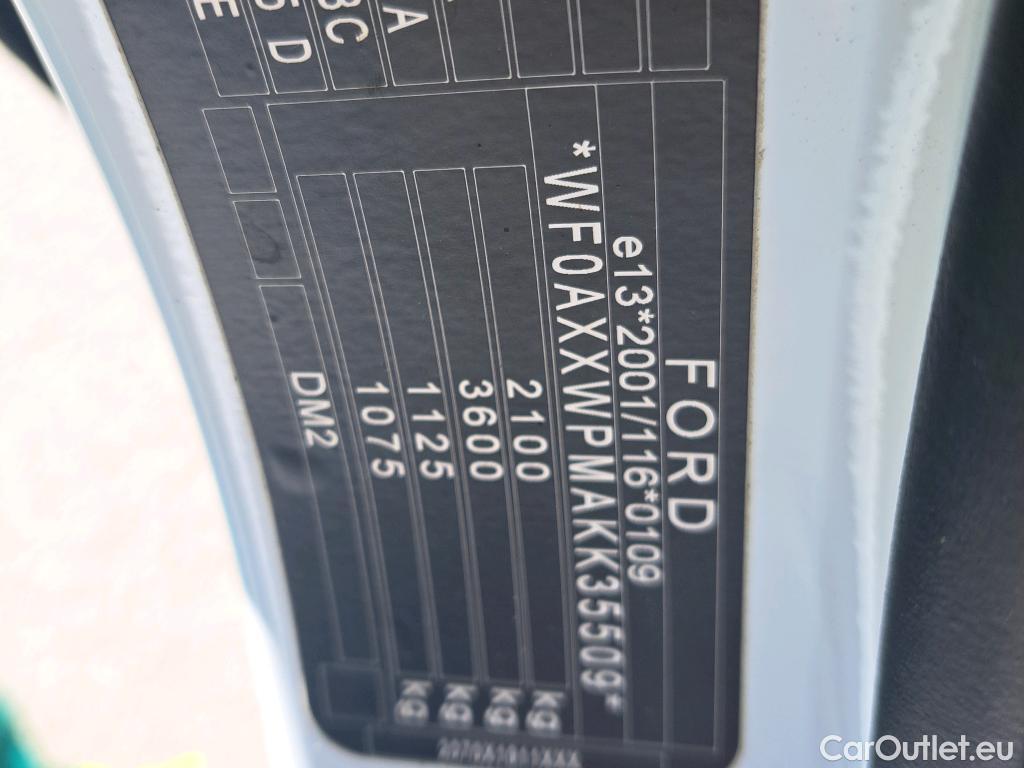 FORD
e13*2001/116*0109
*WF0AXXWPMAKK35509*
2100 kg
3600 kg
1125 kg
1075 kg
DM2
A
3C
5 D
E
CarOutlet.eu